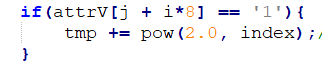 if(attrV[j + i*8] == '1'){
tmp += pow(2.0, index);/
}